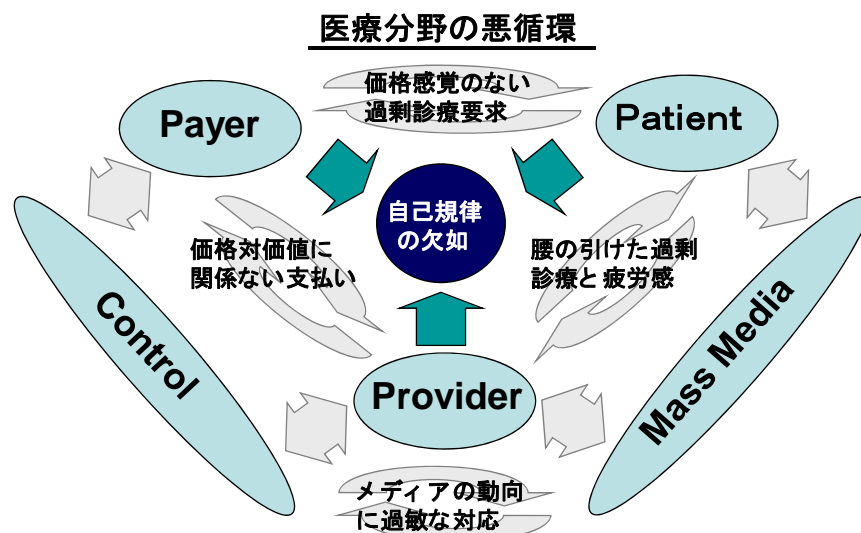 医療分野の悪循環
価格感覚のない
過剰診療要求
Payer
Patient
自己規律
の欠如
価格対価値に
関係ない支払い
腰の引けた過剰
診療と疲労感
Control
Mass Media
Provider
メディアの動向
に過敏な対応